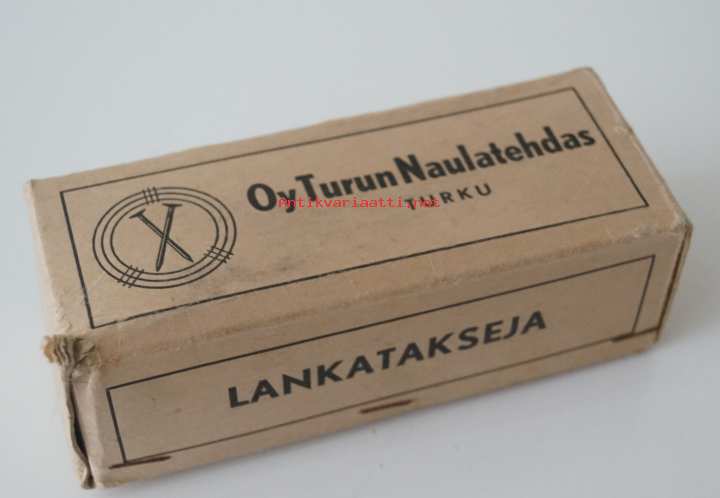 Oy Turun Naulatehdas
Antikvariaatti.net
TURKU
LANKATAKSEJA